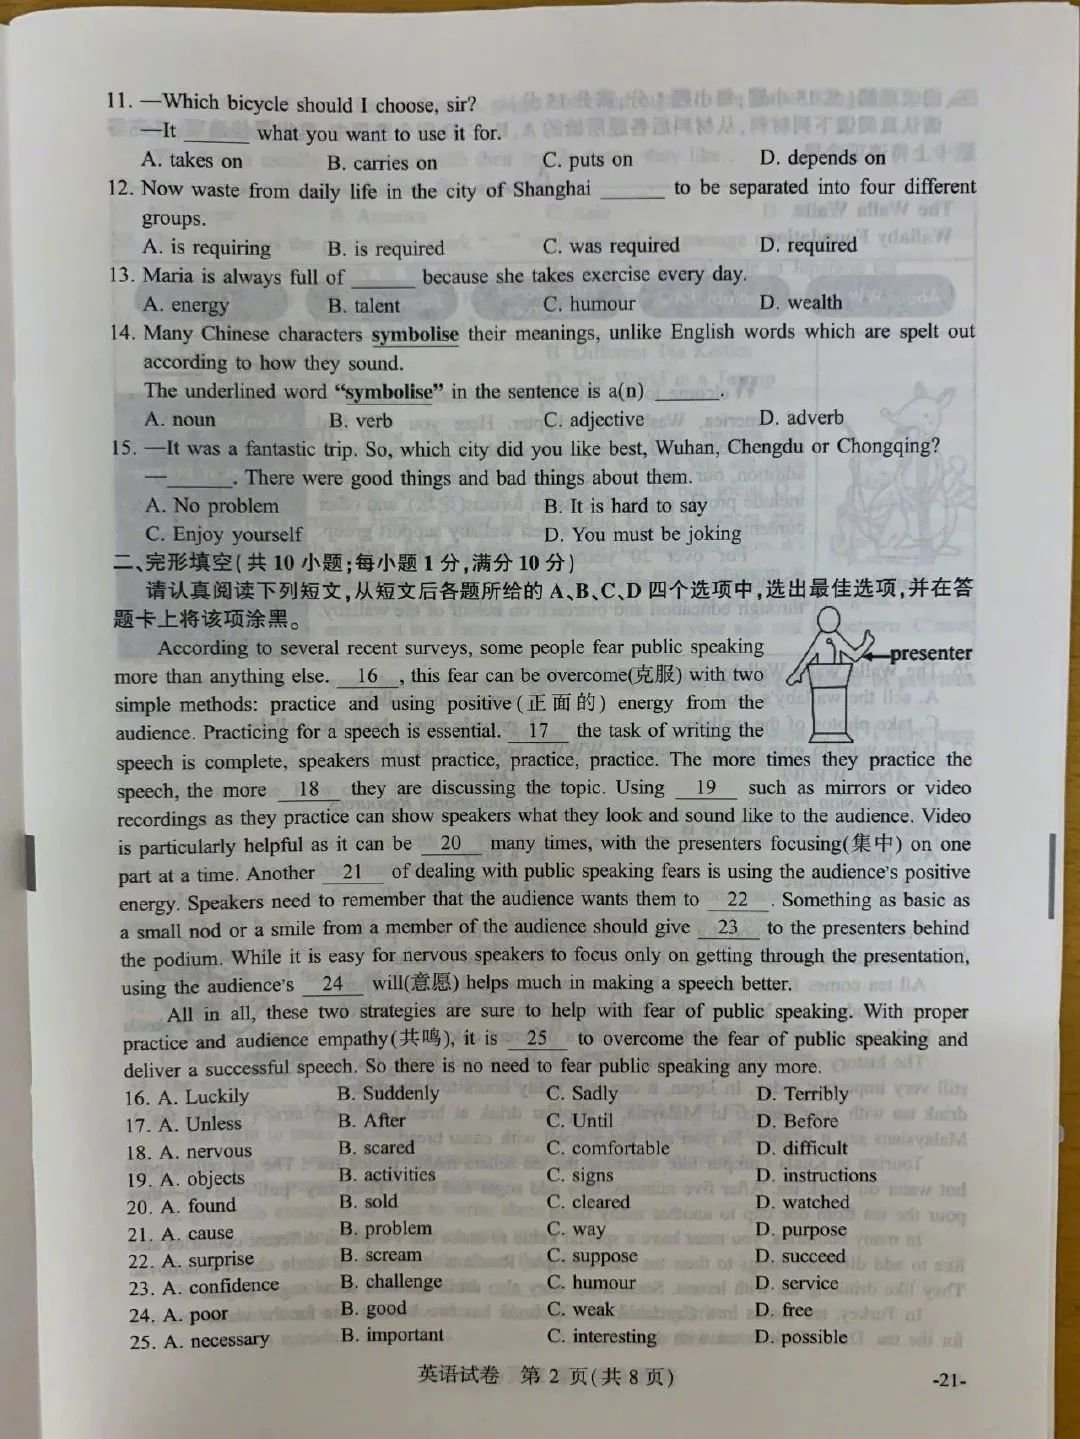 11. —Which bicycle should I choose, sir?
—It ______ what you want to use it for.
A. takes on B. carries on C. puts on D. depends on
12. Now waste from daily life in the city of Shanghai ______ to be separated into four different
groups.
A. is requiring B. is required C. was required D. required
13. Maria is always full of ______ because she takes exercise every day.
A. energy B. talent C. humour D. wealth
14. Many Chinese characters symbolise their meanings, unlike English words which are spelt out
according to how they sound.
The underlined word “symbolise” in the sentence is a(n) ______.
A. noun B. verb C. adjective D. adverb
15. —It was a fantastic trip. So, which city did you like best, Wuhan, Chengdu or Chongqing?
—______. There were good things and bad things about them.
A. No problem B. It is hard to say
C. Enjoy yourself D. You must be joking
二、完形填空(共 10 小题;每小题 1 分,满分 10 分)
请认真阅读下列短文,从短文后各题所给的 A、B、C、D 四个选项中,选出最佳选项,并在答
题卡上将该项涂黑。
According to several recent surveys, some people fear public speaking
more than anything else. 16 , this fear can be overcome(克服) with two
simple methods: practice and using positive(正面的) energy from the
audience. Practicing for a speech is essential. 17 the task of writing the
speech is complete, speakers must practice, practice, practice. The more times they practice the
speech, the more 18 they are discussing the topic. Using 19 such as mirrors or video
recordings as they practice can show speakers what they look and sound like to the audience. Video
is particularly helpful as it can be 20 many times, with the presenters focusing(集中) on one
part at a time. Another 21 of dealing with public speaking fears is using the audience's positive
energy. Speakers need to remember that the audience wants them to 22 . Something as basic as
a small nod or a smile from a member of the audience should give 23 to the presenters behind
the podium. While it is easy for nervous speakers to focus only on getting through the presentation,
using the audience's 24 will(意愿) helps much in making a speech better.
All in all, these two strategies are sure to help with fear of public speaking. With proper
practice and audience empathy(共鸣), it is 25 to overcome the fear of public speaking and
deliver a successful speech. So there is no need to fear public speaking any more.
presenter
16. A. Luckily B. Suddenly C. Sadly D. Terribly
17. A. Unless B. After C. Until D. Before
18. A. nervous B. scared C. comfortable D. difficult
19. A. objects B. activities C. signs D. instructions
20. A. found B. sold C. cleared D. watched
21. A. cause B. problem C. way D. purpose
22. A. surprise B. scream C. suppose D. succeed
23. A. confidence B. challenge C. humour D. service
24. A. poor B. good C. weak D. free
25. A. necessary B. important C. interesting D. possible
英语试卷 第 2 页(共 8 页)
-21-